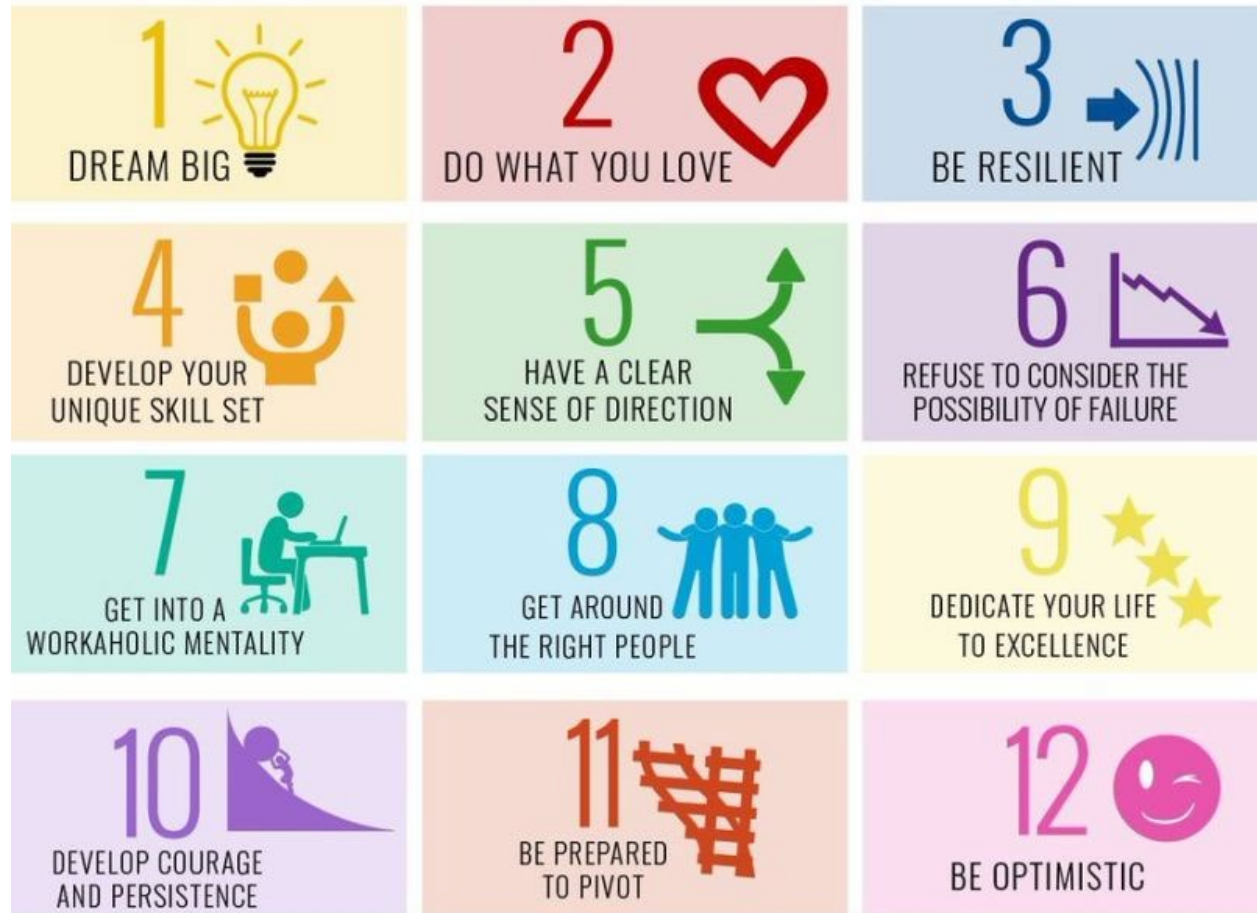 1
DREAM BIG
2
DO WHAT YOU LOVE
3
BE RESILIENT
4
DEVELOP YOUR
UNIQUE SKILL SET
5
HAVE A CLEAR
SENSE OF DIRECTION
6
REFUSE TO CONSIDER THE
POSSIBILITY OF FAILURE
7
GET INTO A
WORKAHOLIC MENTALITY
8
GET AROUND
THE RIGHT PEOPLE
9
DEDICATE YOUR LIFE
TO EXCELLENCE
10
DEVELOP COURAGE
AND PERSISTENCE
11
BE PREPARED
TO PIVOT
12
BE OPTIMISTIC